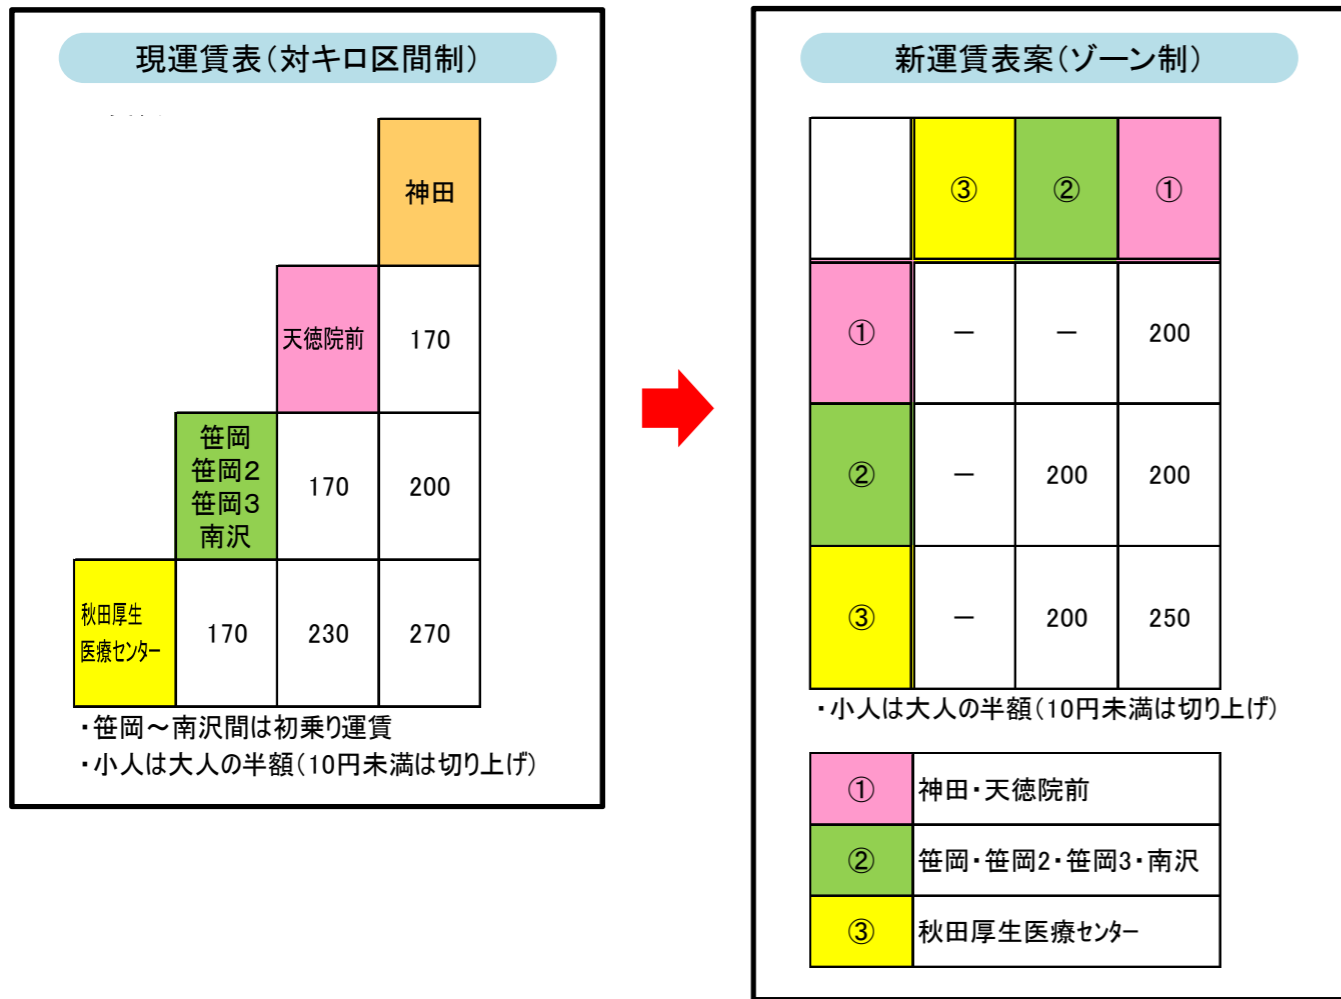 現運賃表（対キロ区間制）
神田
天徳院前 170
笹岡
笹岡２
笹岡３
南沢
170 200
秋田厚生
医療センター
170 230 270
・笹岡～南沢間は初乗り運賃
・小人は大人の半額（10円未満は切り上げ）
新運賃表案（ゾーン制）
③ ② ①
① － － 200
② － 200 200
③ － 200 250
・小人は大人の半額（10円未満は切り上げ）
① 神田・天徳院前
② 笹岡・笹岡2・笹岡3・南沢
③ 秋田厚生医療センター